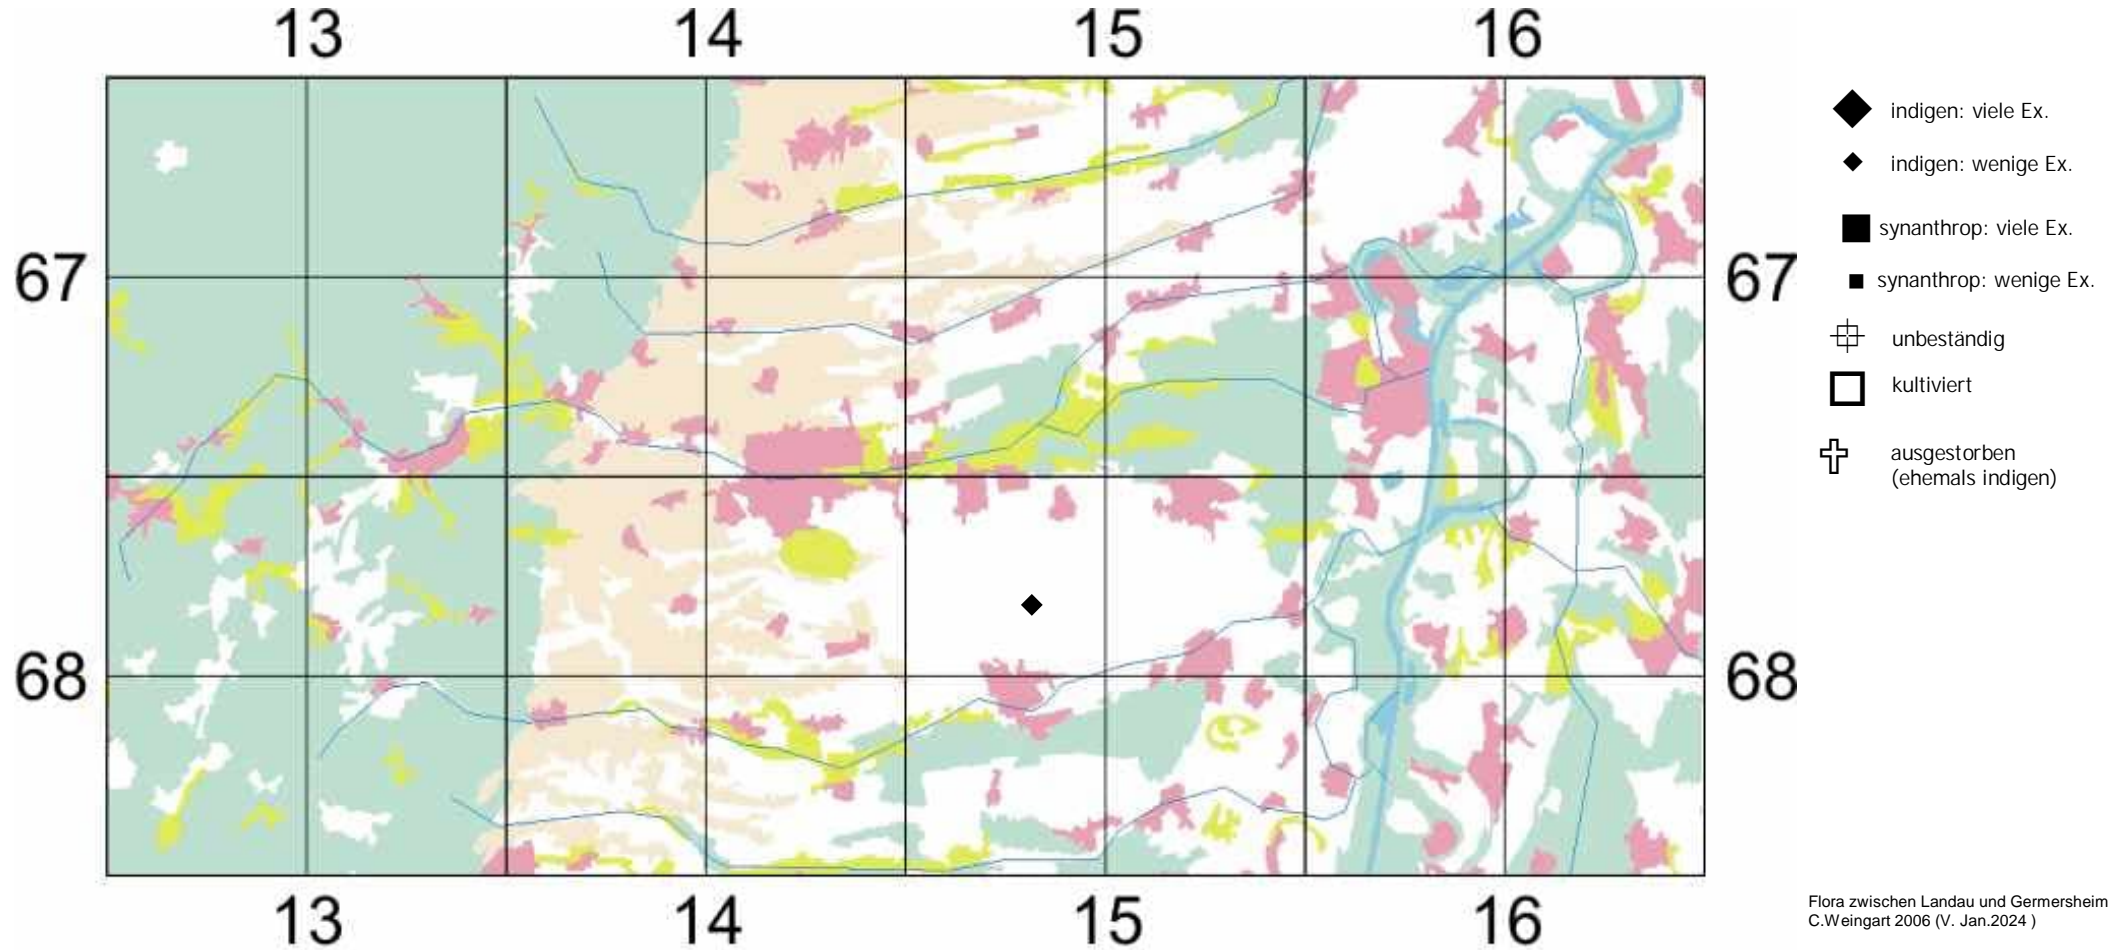 13 14 15 16
67 67
68 68
13 14 15 16
indigen: viele Ex.
indigen: wenige Ex.
synanthrop: viele Ex.
synanthrop: wenige Ex.
unbeständig
kultiviert
ausgestorben
(ehemals indigen)
Flora zwischen Landau und Germersheim
C.Weingart 2006 (V. Jan.2024 )